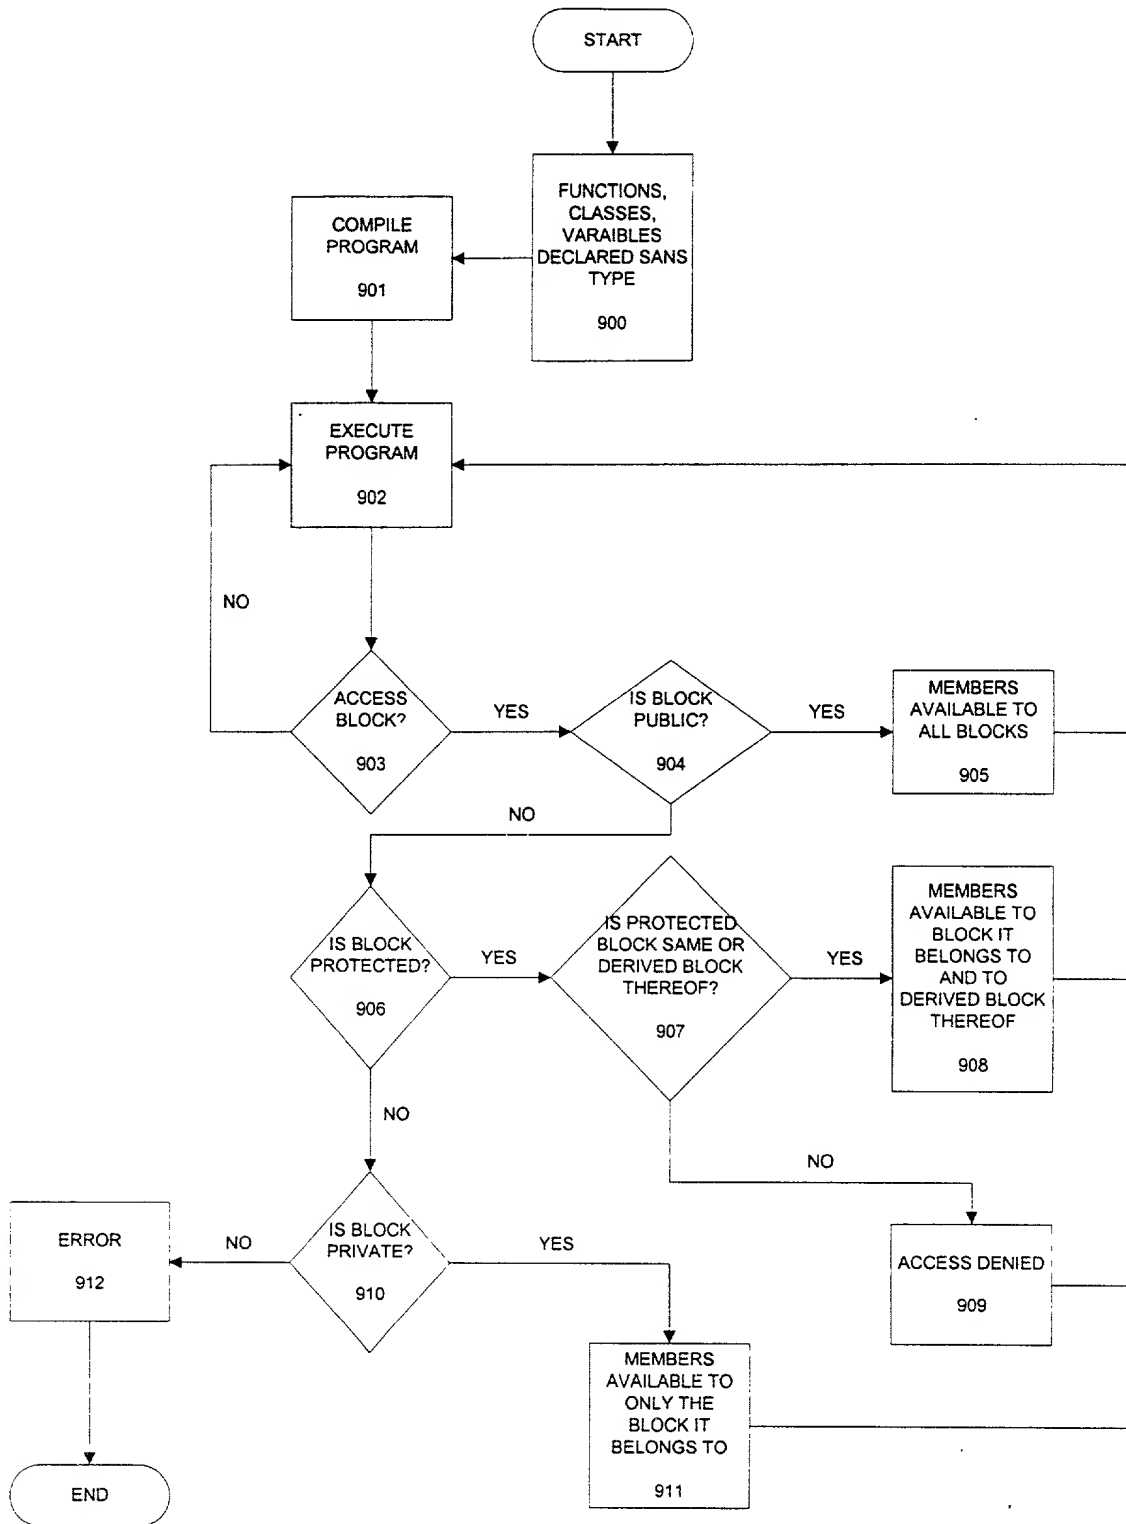 START
FUNCTIONS,
CLASSES,
VARAIBLES
DECLARED SANS
TYPE
900
COMPILE
PROGRAM
901
EXECUTE
PROGRAM
902
NO
ACCESS
BLOCK?
903
YES
IS BLOCK
PUBLIC?
904
YES
MEMBERS
AVAILABLE TO
ALL BLOCKS
905
NO
IS BLOCK
PROTECTED?
906
YES
IS PROTECTED
BLOCK SAME OR
DERIVED BLOCK
THEREOF?
907
YES
MEMBERS
AVAILABLE TO
BLOCK IT
BELONGS TO
AND TO
DERIVED BLOCK
THEREOF
908
NO
NO
ACCESS DENIED
909
IS BLOCK
PRIVATE?
910
NO
ERROR
912
YES
MEMBERS
AVAILABLE TO
ONLY THE
BLOCK IT
BELONGS TO
911
END